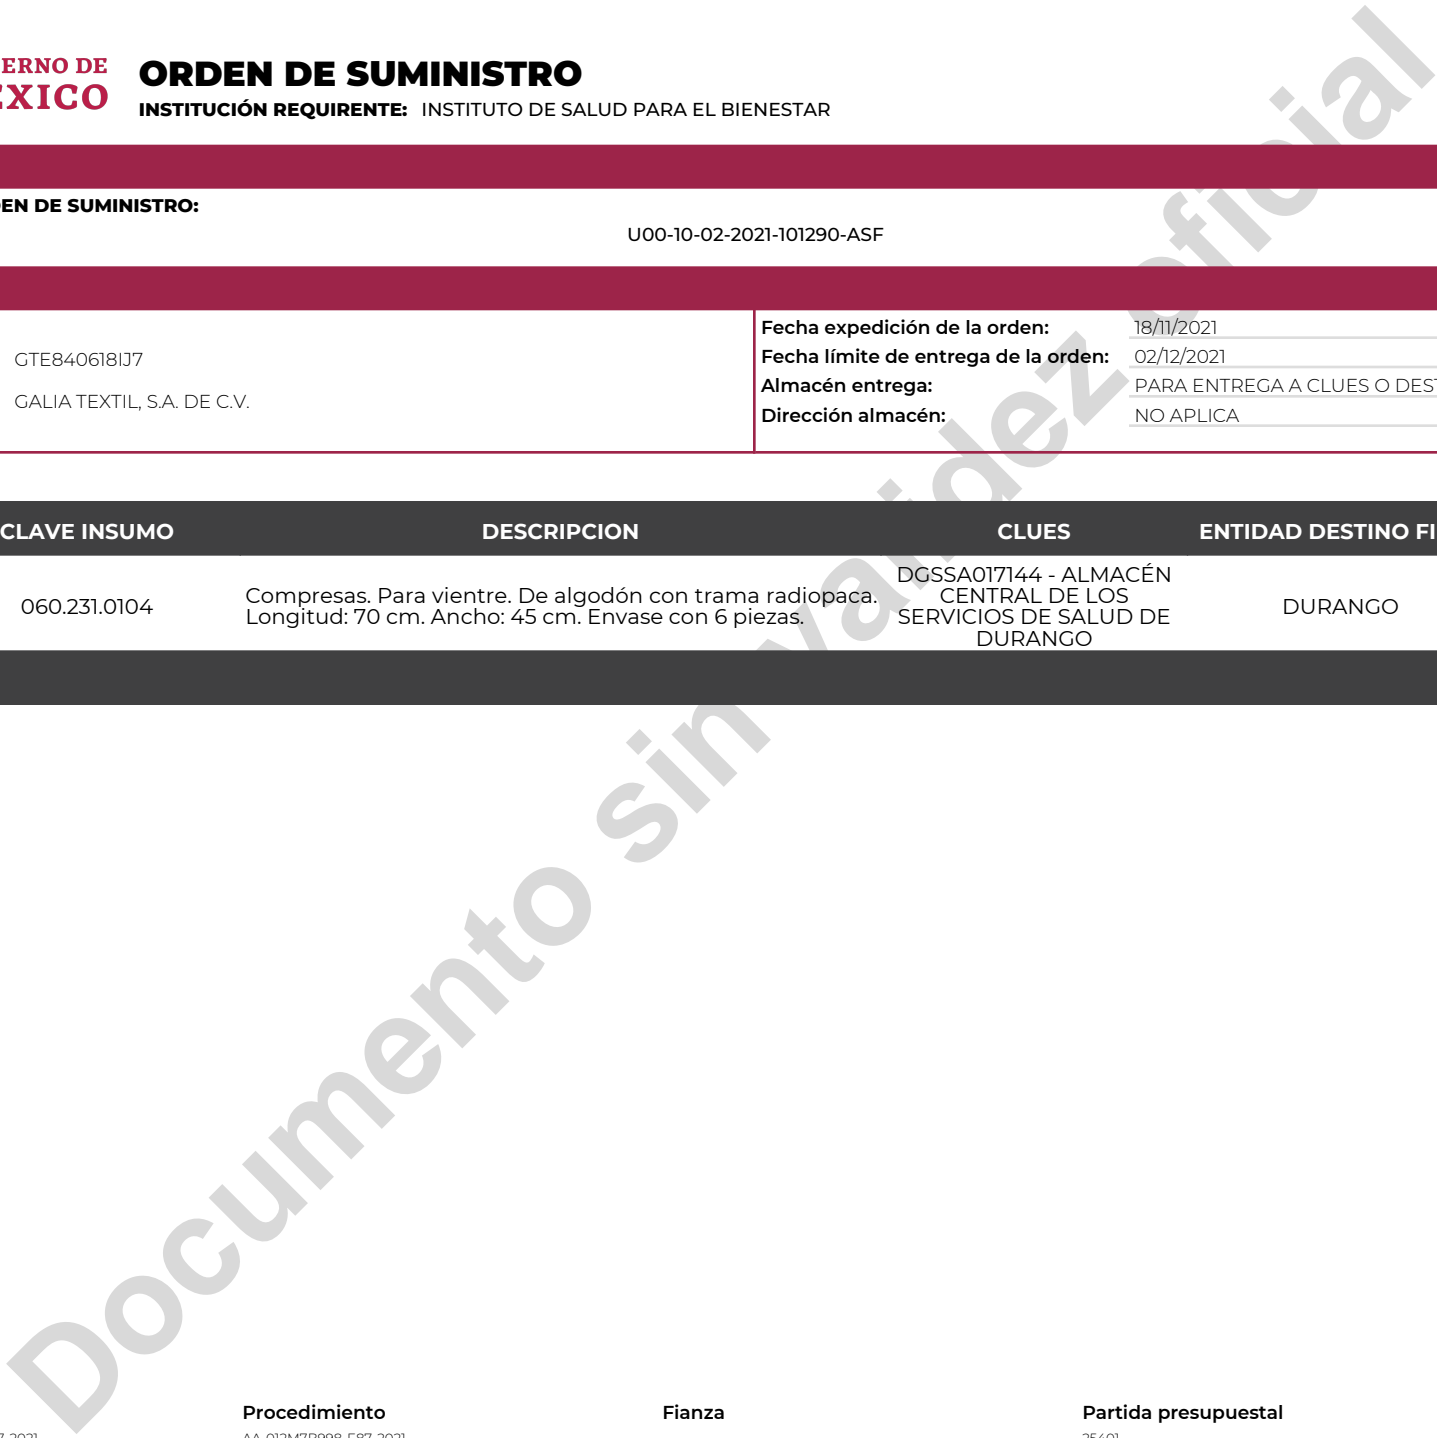 ERNO DE
EXICO
ORDEN DE SUMINISTRO
INSTITUCIÓN REQUIRENTE: INSTITUTO DE SALUD PARA EL BIENESTAR
EN DE SUMINISTRO:
U00-10-02-2021-101290-ASF
GTE840618IJ7
GALIA TEXTIL, S.A. DE C.V.
Fecha expedición de la orden: 18/11/2021
Fecha límite de entrega de la orden: 02/12/2021
Almacén entrega: PARA ENTREGA A CLUES O DEST
Dirección almacén: NO APLICA
CLAVE INSUMO DESCRIPCION CLUES ENTIDAD DESTINO FI
060.231.0104
Compresas. Para vientre. De algodón con trama radiopaca.
Longitud: 70 cm. Ancho: 45 cm. Envase con 6 piezas.
DGSSA017144 - ALMACÉN
CENTRAL DE LOS
SERVICIOS DE SALUD DE
DURANGO
DURANGO
Documento sin validez oficial
Procedimiento Fianza Partida presupuestal